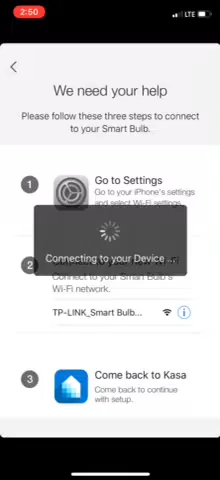 2:50
LTE
We need your help
Please follow these three steps to connect
to your Smart Bulb.
1
Go to Settings
Go to your iPhone's settings
and select Wi-Fi settings
Connecting to your Device ...
2
Connect to your Smart Bulb's
Wi-Fi network.
TP-LINK_Smart Bulb...
3
Come back to Kasa
Come back to continue
with setup.